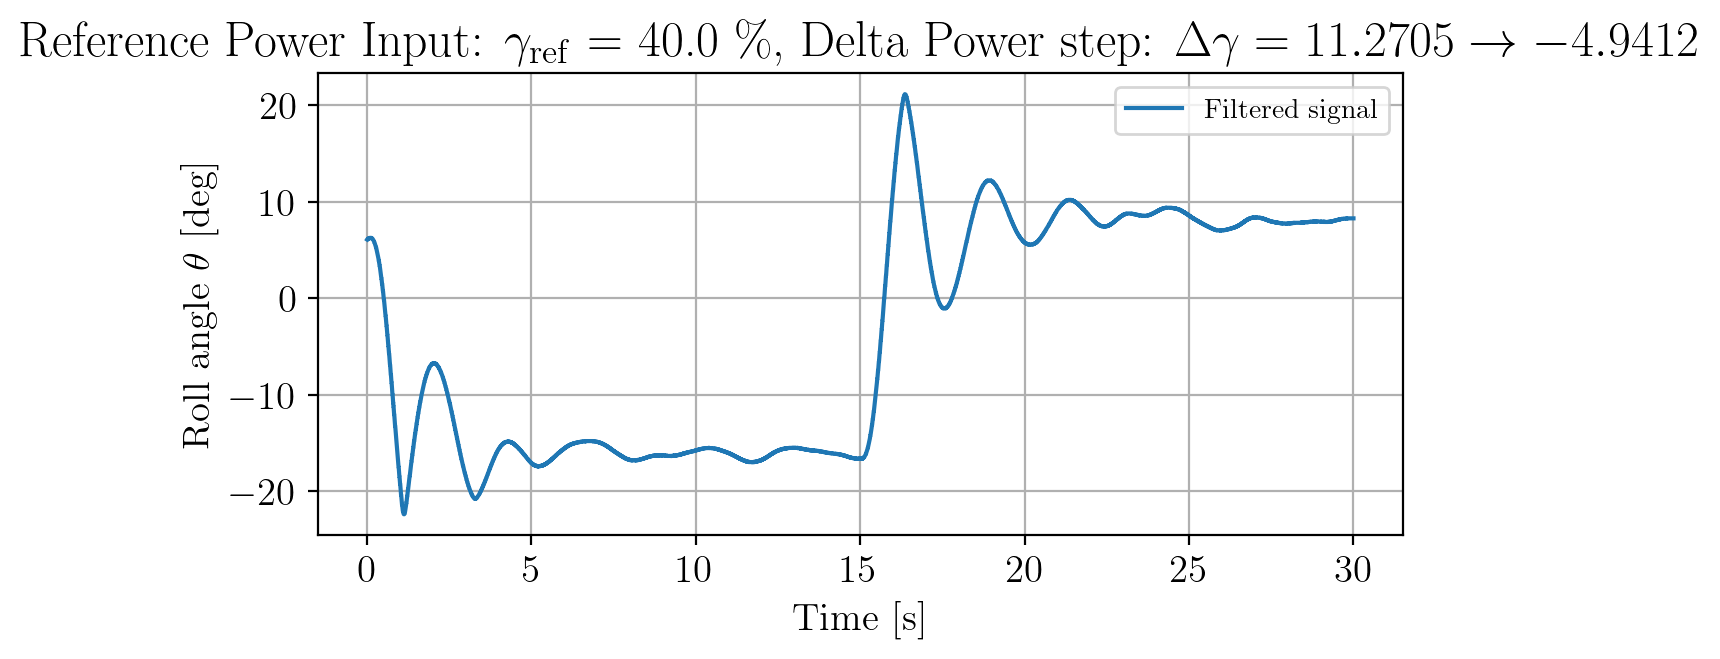 Reference Power Input: γref = 40.0 %, Delta Power step: Δγ = 11.2705 → −4.9412
Filtered signal
Roll angle θ [deg]
20
10
0
−10
−20
0 5 10 15 20 25 30
Time [s]